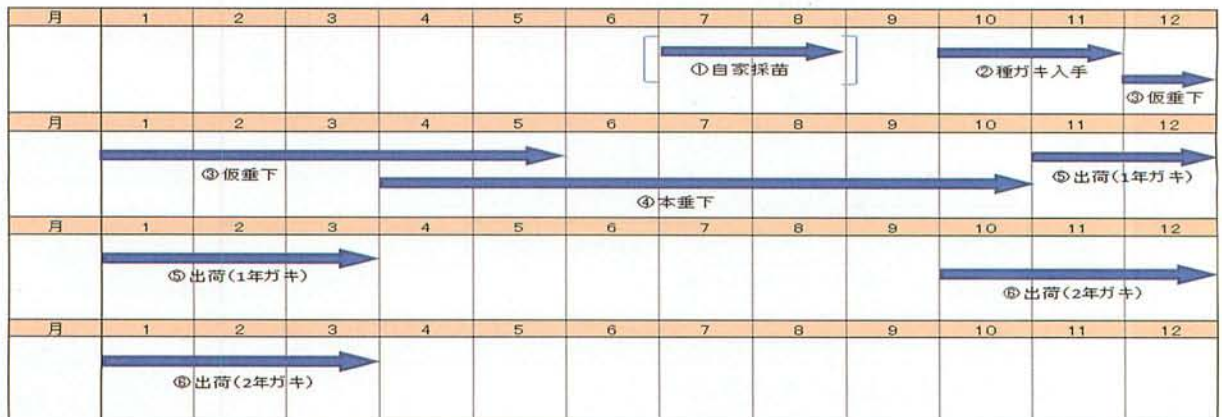 月 1 2 3 4 5 6 7 8 9 10 11 12
①自家採苗 ②種ガキ入手
③仮垂下
月 1 2 3 4 5 6 7 8 9 10 11 12
③仮垂下 ⑤出荷(1年ガキ)
④本垂下
月 1 2 3 4 5 6 7 8 9 10 11 12
⑤出荷(1年ガキ)
⑥出荷(2年ガキ)
月 1 2 3 4 5 6 7 8 9 10 11 12
⑥出荷(2年ガキ)